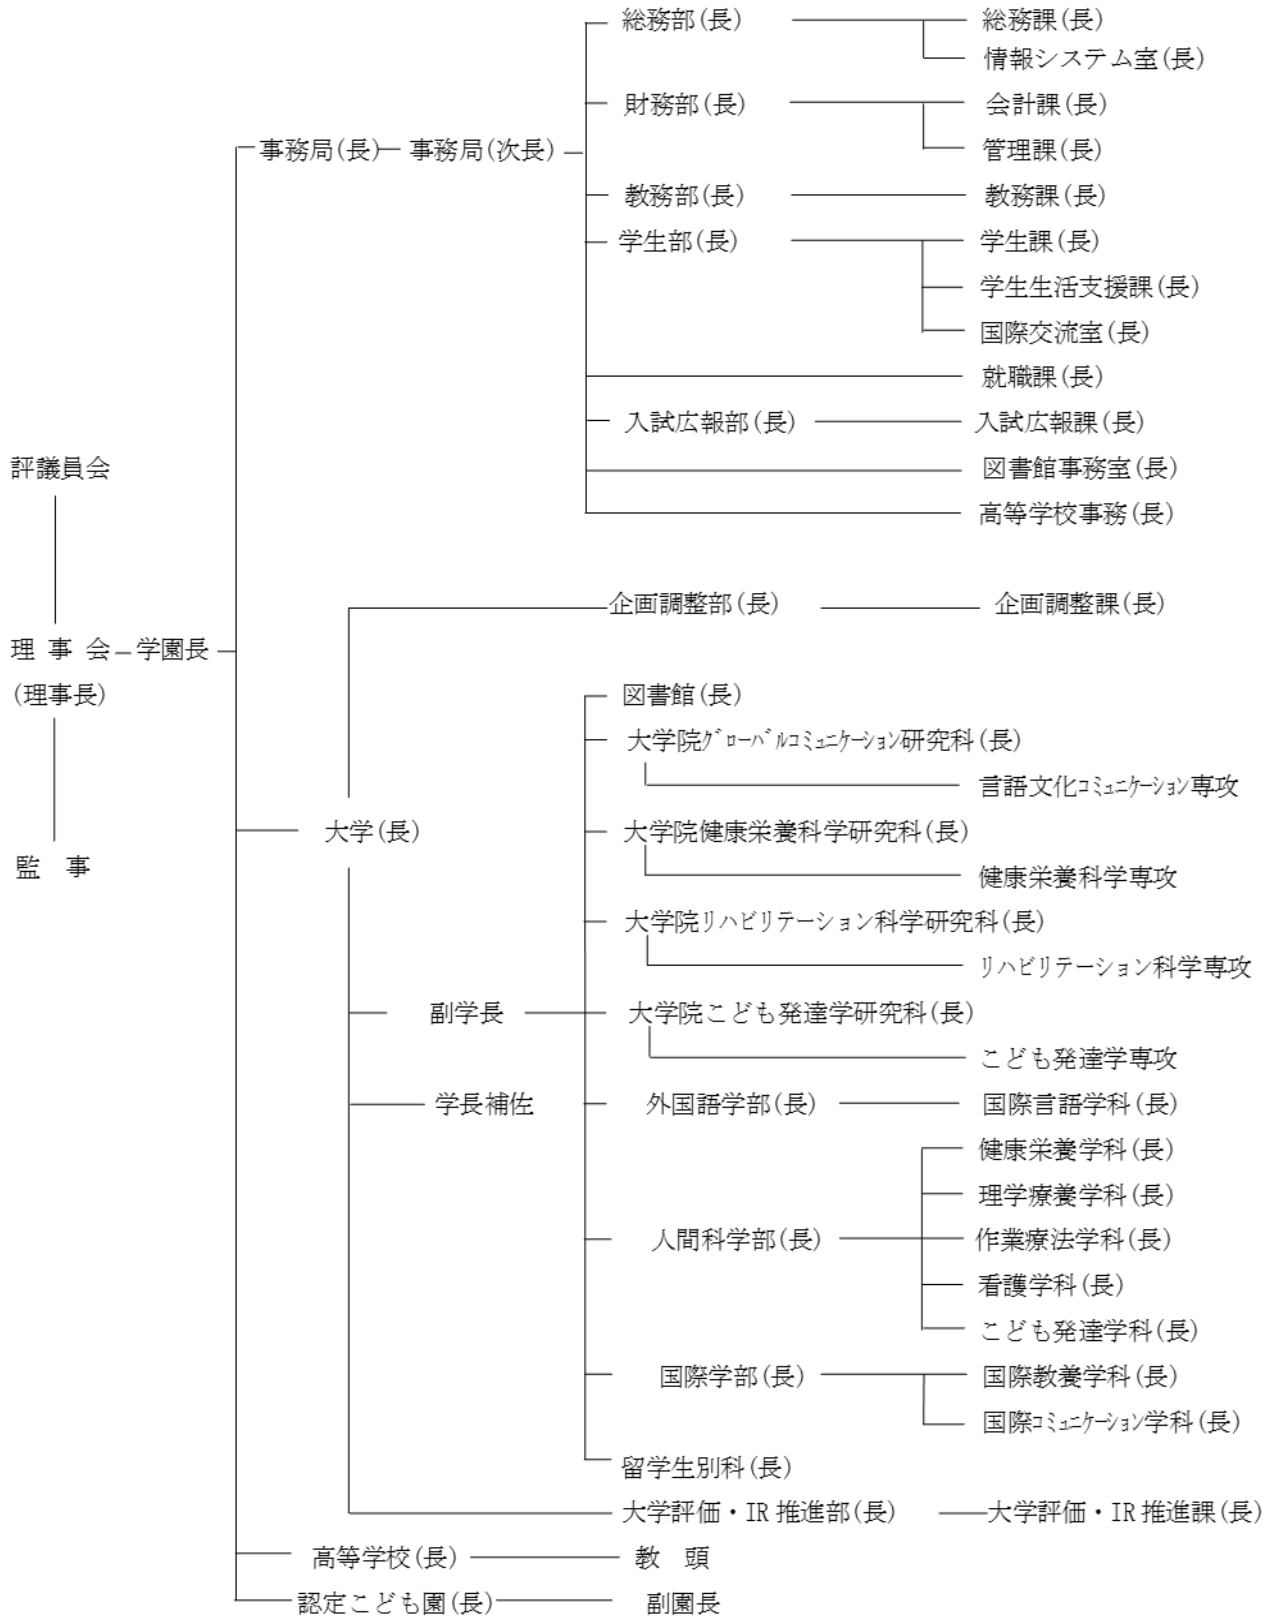 総務部(長) 総務課(長)
情報システム室(長)
財務部(長) 会計課(長)
事務局(長) 事務局(次長) 管理課(長)
教務部(長) 教務課(長)
学生部(長) 学生課(長)
学生生活支援課(長)
国際交流室(長)
就職課(長)
入試広報部(長) 入試広報課(長)
評議員会 図書館事務室(長)
高等学校事務(長)
企画調整部(長) 企画調整課(長)
理 事 会 学園長
(理事長) 図書館(長)
大学院グローバルコミュニケーション研究科(長)
言語文化コミュニケーション専攻
大学(長) 大学院健康栄養科学研究科(長)
監 事 健康栄養科学専攻
大学院リハビリテーション科学研究科(長)
リハビリテーション科学専攻
副学長 大学院こども発達学研究科(長)
こども発達学専攻
学長補佐 外国語学部(長) 国際言語学科(長)
健康栄養学科(長)
理学療養学科(長)
人間科学部(長) 作業療法学科(長)
看護学科(長)
こども発達学科(長)
国際学部(長) 国際教養学科(長)
国際コミュニケーション学科(長)
留学生別科(長)
大学評価・IR 推進部(長) 大学評価・IR 推進課(長)
高等学校(長) 教 頭
認定こども園(長) 副園長